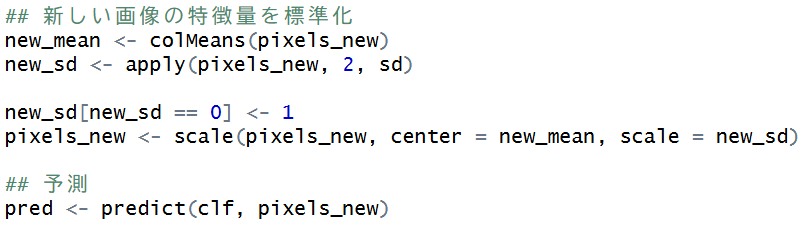 ## 新しい画像の特徴量を標準化
new_mean <- colMeans(pixels_new)
new_sd <- apply(pixels_new, 2, sd)
new_sd[new_sd == 0] <- 1
pixels_new <- scale(pixels_new, center = new_mean, scale = new_sd)
## 予測
pred <- predict(clf, pixels_new)